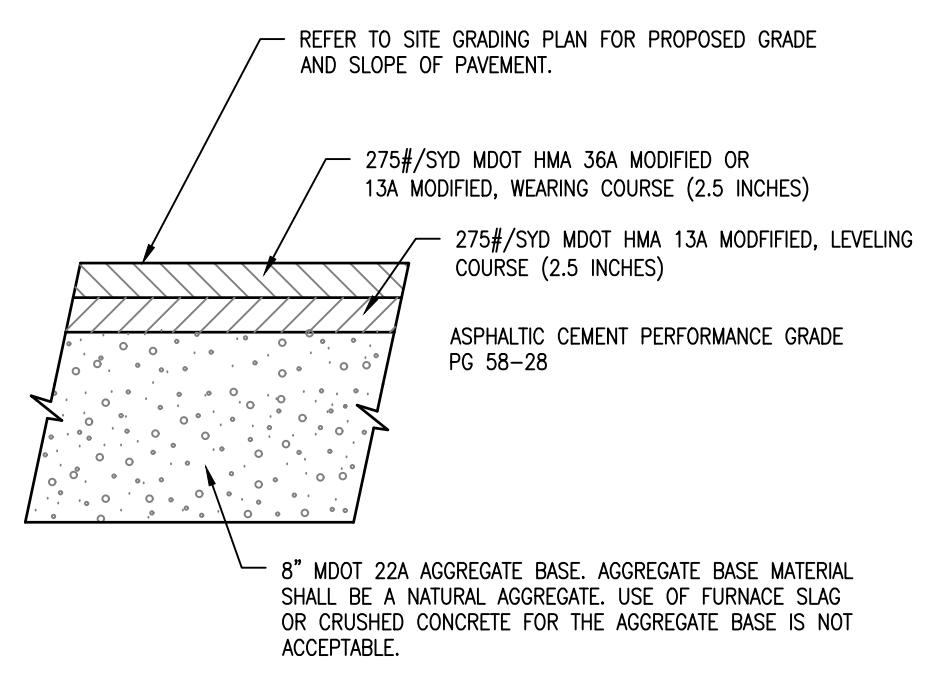 REFER TO SITE GRADING PLAN FOR PROPOSED GRADE
AND SLOPE OF PAVEMENT.
275#/SYD MDOT HMA 36A MODIFIED OR
13A MODIFIED, WEARING COURSE (2.5 INCHES)
275#/SYD MDOT HMA 13A MODFIFIED, LEVELING
COURSE (2.5 INCHES)
ASPHALTIC CEMENT PERFORMANCE GRADE
PG 58-28
8" MDOT 22A AGGREGATE BASE. AGGREGATE BASE MATERIAL
SHALL BE A NATURAL AGGREGATE. USE OF FURNACE SLAG
OR CRUSHED CONCRETE FOR THE AGGREGATE BASE IS NOT
ACCEPTABLE.